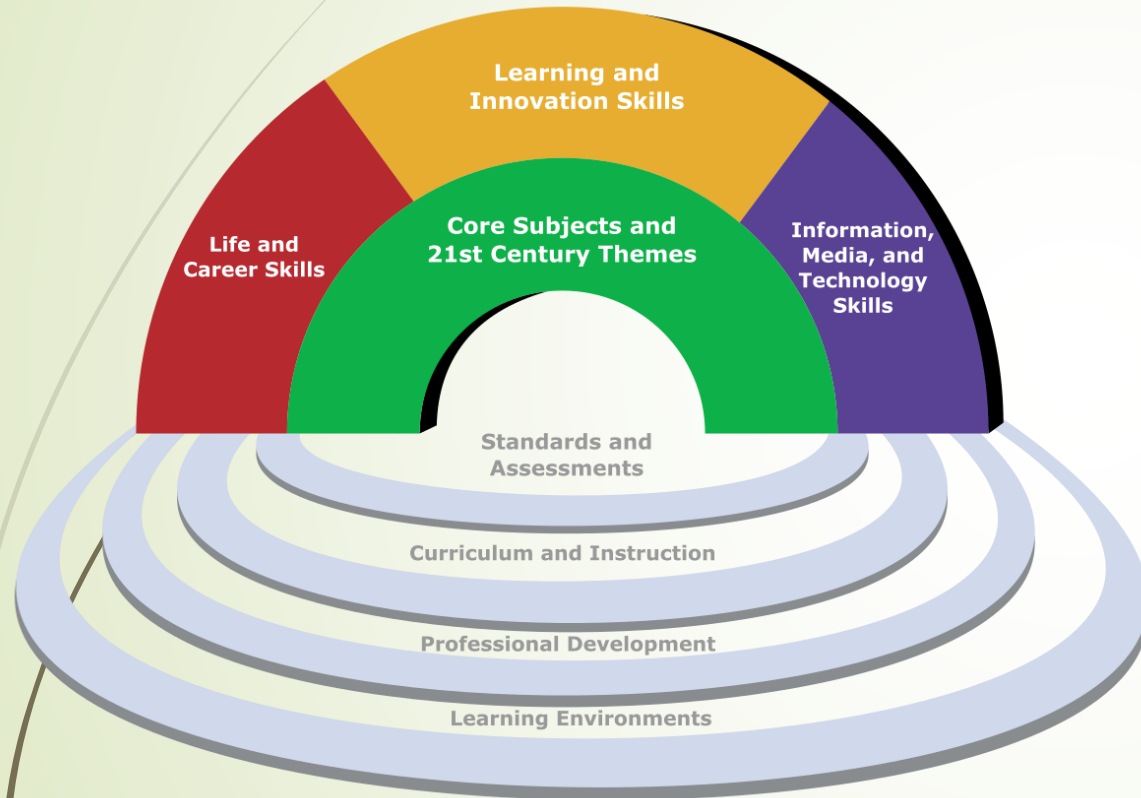 Learning and
Innovation Skills
Life and
Career Skills
Core Subjects and
21st Century Themes
Information,
Media, and
Technology
Skills
Standards and
Assessments
Curriculum and Instruction
Professional Development
Learning Environments